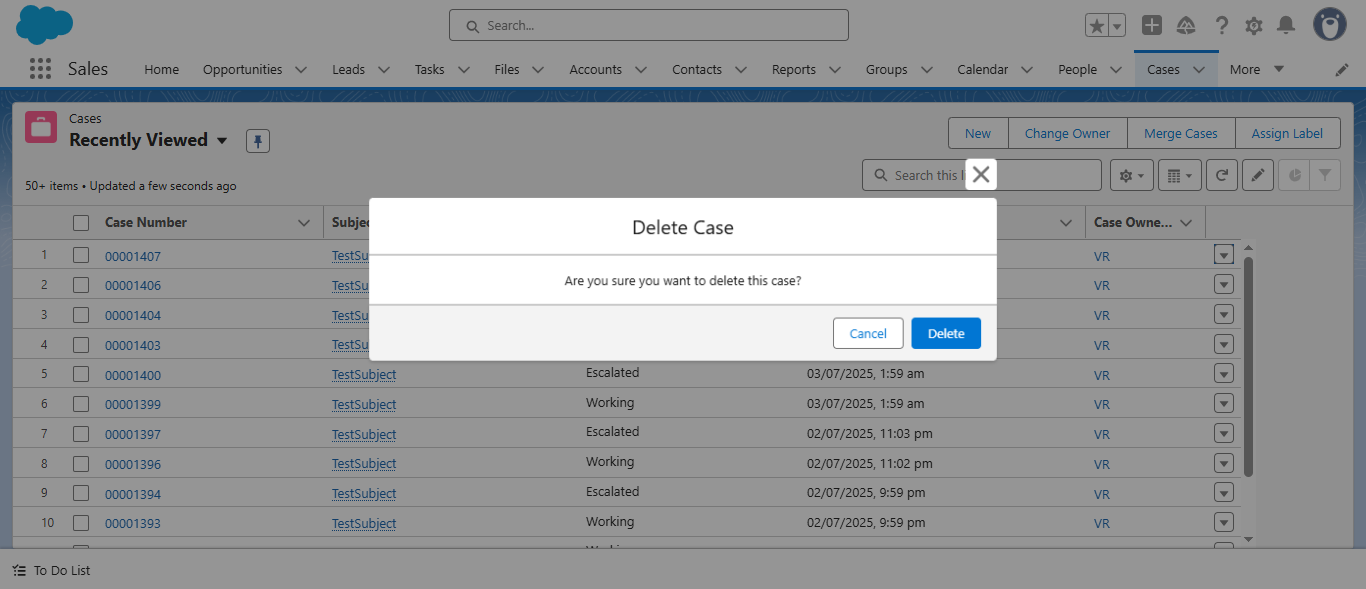 Search...
Sales
Home
Opportunities
Leads
Tasks
Files
Accounts
Contacts
Reports
Groups
Calendar
People
Cases
More
Cases
Recently Viewed
New
Change Owner
Merge Cases
Assign Label
50+ items • Updated a few seconds ago
Search this
Case Number
Case Owne...
1 00001407 VR
2 00001406 VR
3 00001404 VR
4 00001403 VR
Delete Case
Are you sure you want to delete this case?
Cancel
Delete
5 00001400 TestSubject Escalated 03/07/2025, 1:59 am VR
6 00001399 TestSubject Working 03/07/2025, 1:59 am VR
7 00001397 TestSubject Escalated 02/07/2025, 11:03 pm VR
8 00001396 TestSubject Working 02/07/2025, 11:02 pm VR
9 00001394 TestSubject Escalated 02/07/2025, 9:59 pm VR
10 00001393 TestSubject Working 02/07/2025, 9:59 pm VR
To Do List